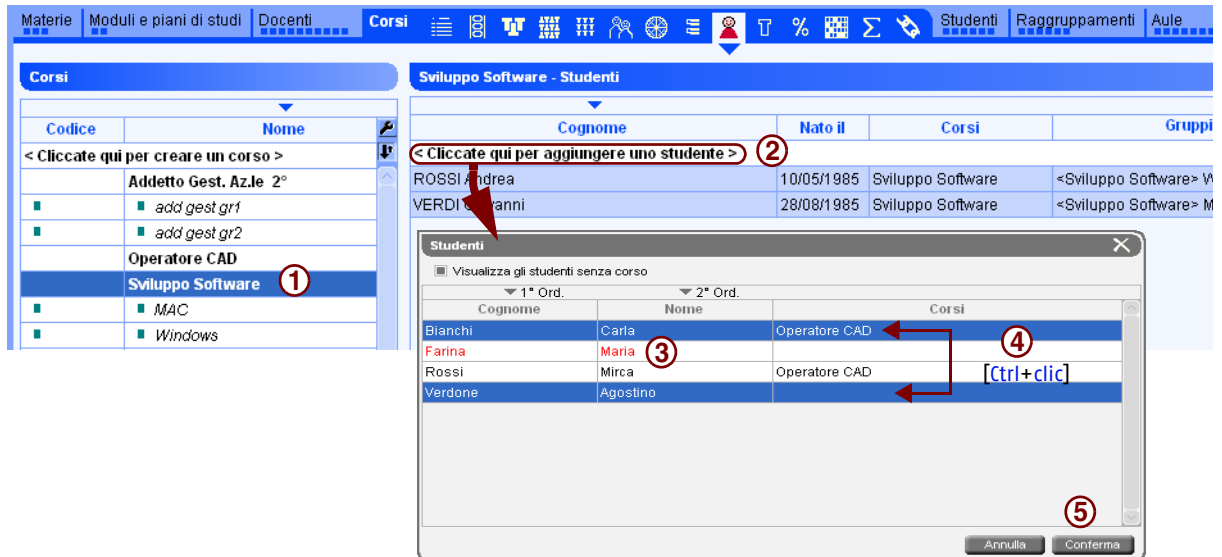 Materie Moduli e piani di studi Docenti Corsi Studenti Raggruppamenti Aule
Corsi
Codice Nome
< Cliccate qui per creare un corso >
Addetto Gest. Az.le 2°
add gest gr1
add gest gr2
Operatore CAD
Sviluppo Software 1
MAC
Windows
Sviluppo Software - Studenti
Cognome Nato il Corsi Gruppi
< Cliccate qui per aggiungere uno studente > 2
ROSSI Andrea 10/05/1985 Sviluppo Software <Sviluppo Software>
VERDI 28/08/1985 Sviluppo Software <Sviluppo Software> M
Studenti
Visualizza gli studenti senza corso
1° Ord. 2° Ord.
Cognome Nome Corsi
Bianchi Carla Operatore CAD
Farina Maria 3
Rossi Mirca Operatore CAD
Verdone Agostino
4
[Ctrl+clic]
5
Annulla Conferma